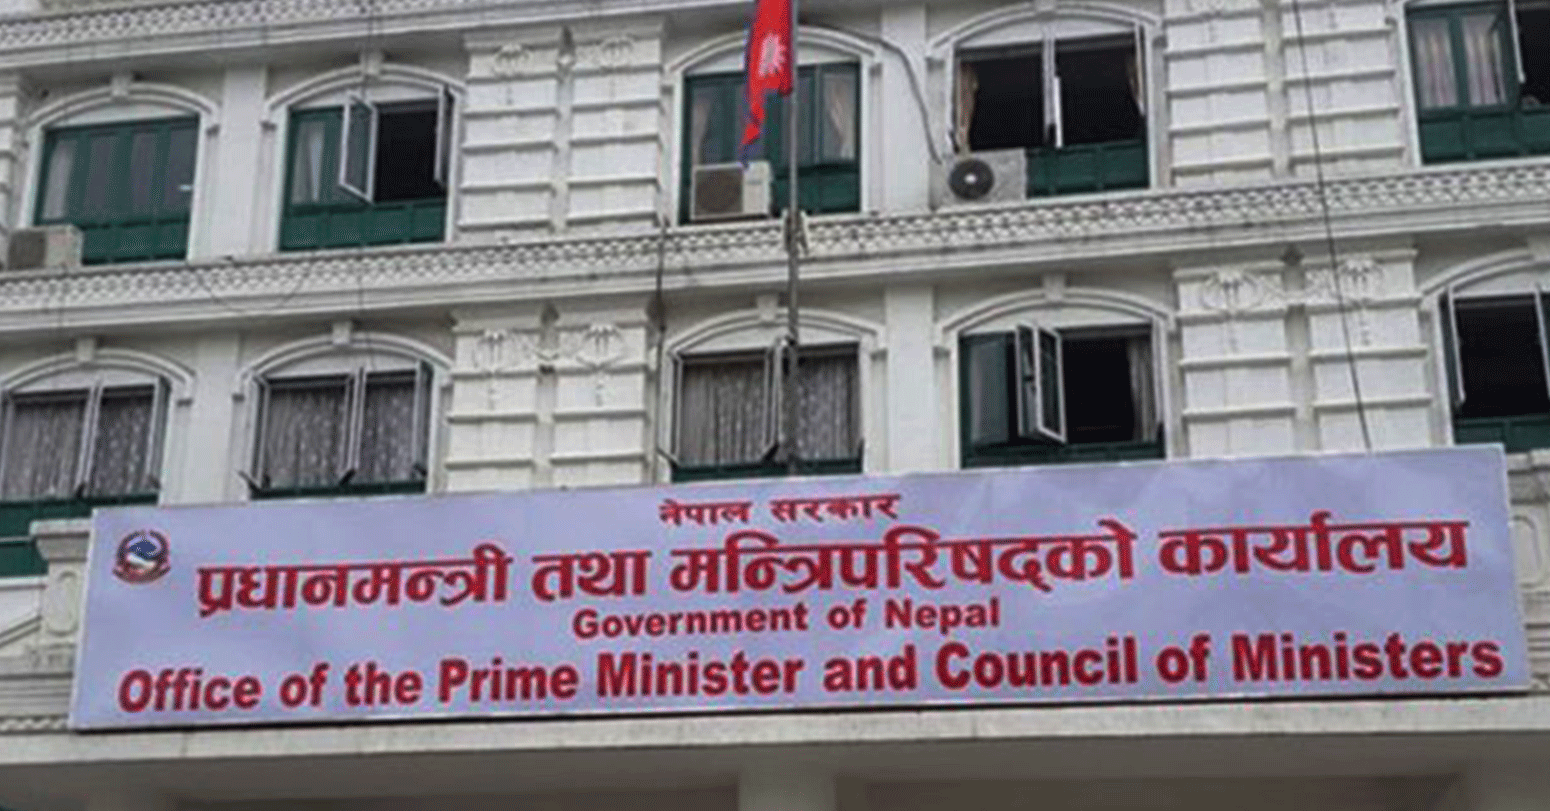 नेपाल सरकार
प्रधानमन्त्री तथा मन्त्रिपरिषद्को कार्यालय
Government of Nepal
Office of the Prime Minister and Council of Ministers